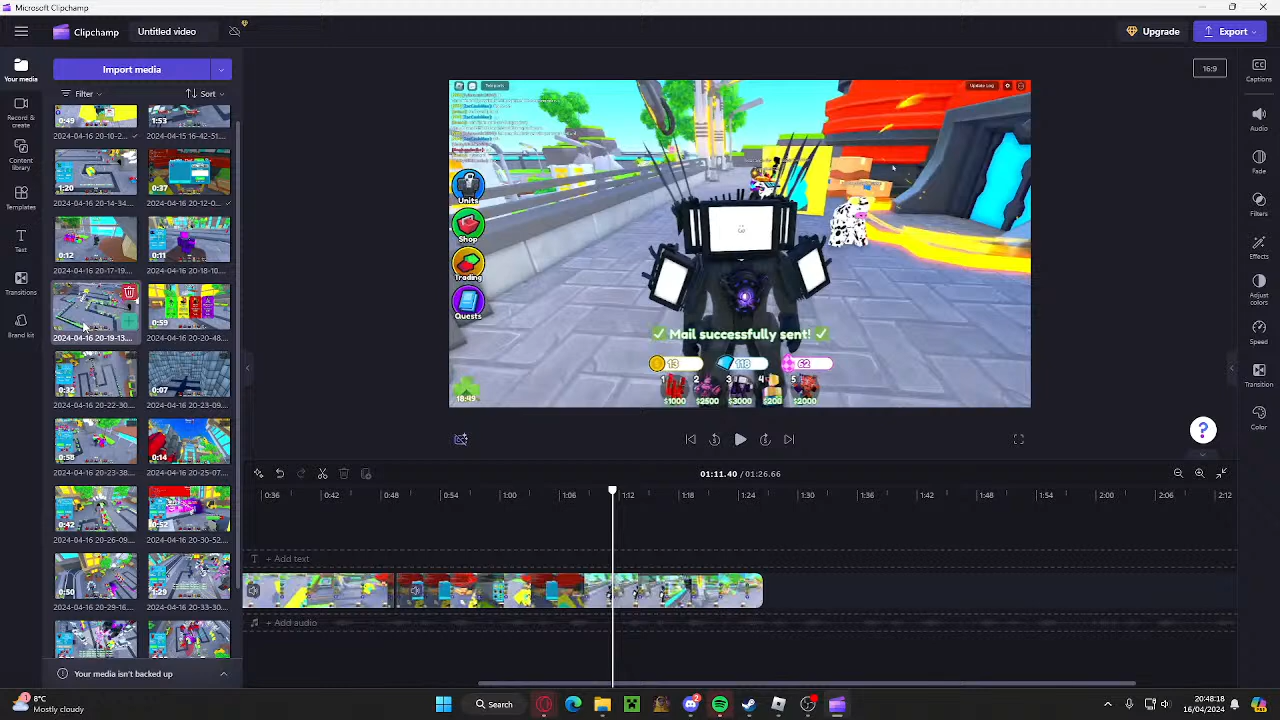 Microsoft Clipchamp
Clipchamp
Untitled video
Upgrade
Export
Your media
Import media
Filter
Sort
16:9
Captions
Record &
create
0:49
1:53
2024-04-16 20-10-2...
2024-04-15 16-42-51...
Content
library
1:20
0:37
2024-04-16 20-14-34...
2024-04-16 20-12-0...
Templates
Text
0:12
0:11
2024-04-16 20-17-19...
2024-04-16 20-18-10...
Transitions
0:59
2024-04-16 20-19-13...
2024-04-16 20-20-48...
Brand kit
0:32
0:07
2024-04-16 20-22-30...
2024-04-16 20-23-09...
0:58
0:14
2024-04-16 20-23-38...
2024-04-16 20-25-07...
0:42
0:52
2024-04-16 20-26-09...
2024-04-16 20-30-52...
0:50
1:29
2024-04-16 20-29-16...
2024-04-16 20-33-30...
Your media isn't backed up
Update Log
Units
Shop
Trading
Quests
✓ Mail successfully sent! ✓
13
118
62
1
2
3
4
5
$1000
$2500
$3000
$200
$2000
18:49
Audio
Fade
Filters
Effects
Adjust
colors
Speed
Transition
Color
?
01:11.40 / 01:26.66
0:36
0:42
0:48
0:54
1:00
1:06
1:12
1:18
1:24
1:30
1:36
1:42
1:48
1:54
2:00
2:06
2:12
T + Add text
+ Add audio
1
8°C
Mostly cloudy
Search
2
20:48:18
16/04/2024